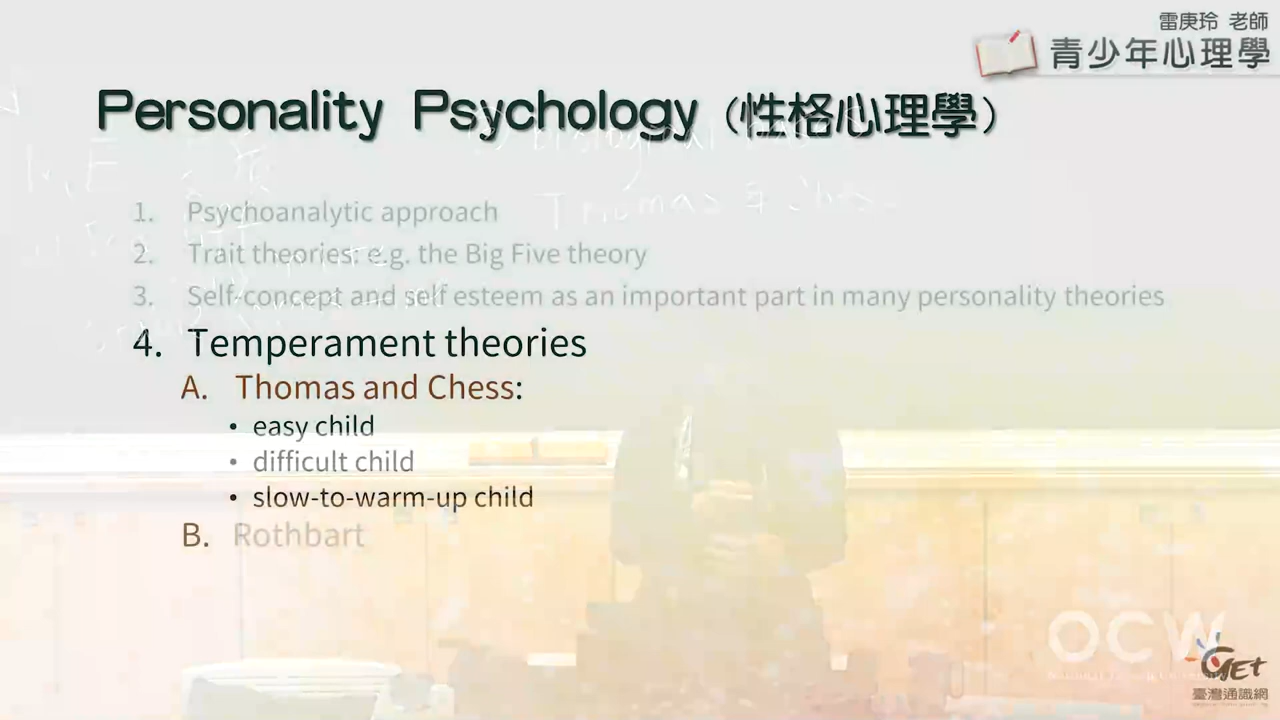 雷庚玲 老師
青少年心理學
Personality Psychology（性格心理學）
1. Psychoanalytic approach
2. Trait theories: e.g. the Big Five theory
3. Self-concept and self esteem as an important part in many personality theories
4. Temperament theories
A. Thomas and Chess:
• easy child
• difficult child
• slow-to-warm-up child
B. Rothbart
Thomas & Chess
OCW
GET
臺灣通識網